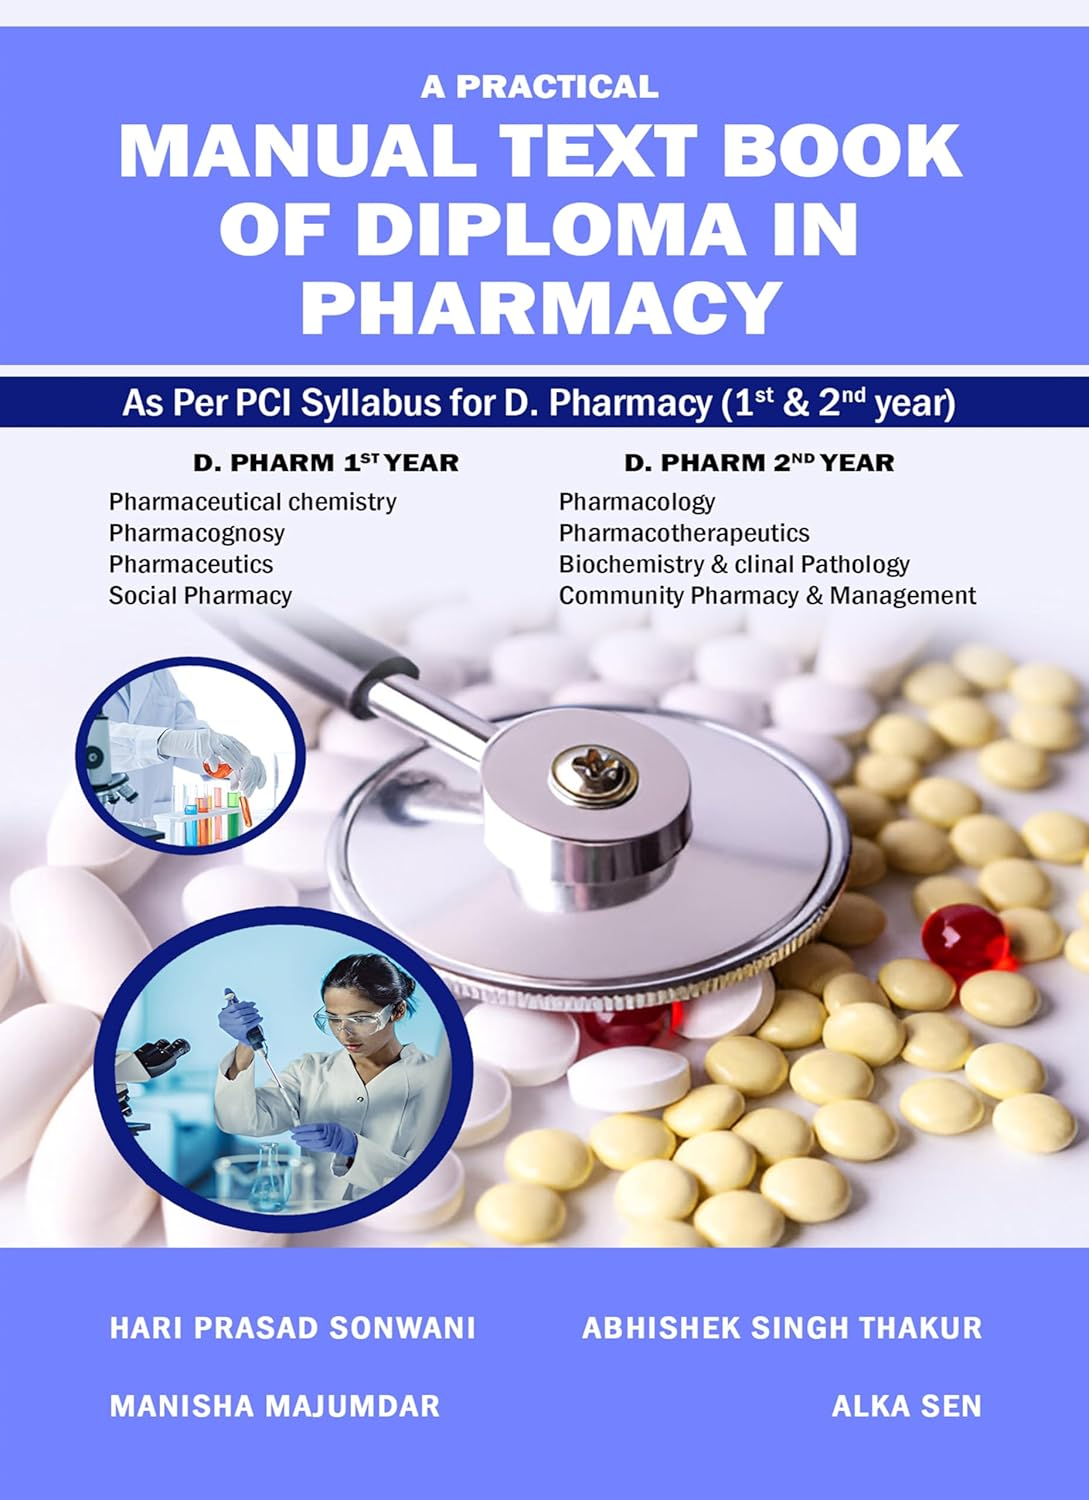 A PRACTICAL
MANUAL TEXT BOOK
OF DIPLOMA IN
PHARMACY
As Per PCI Syllabus for D. Pharmacy (1st & 2nd year)
D. PHARM 1ST YEAR
Pharmaceutical chemistry
Pharmacognosy
Pharmaceutics
Social Pharmacy
D. PHARM 2ND YEAR
Pharmacology
Pharmacotherapeutics
Biochemistry & clinal Pathology
Community Pharmacy & Management
HARI PRASAD SONWANI
ABHISHEK SINGH THAKUR
MANISHA MAJUMDAR
ALKA SEN